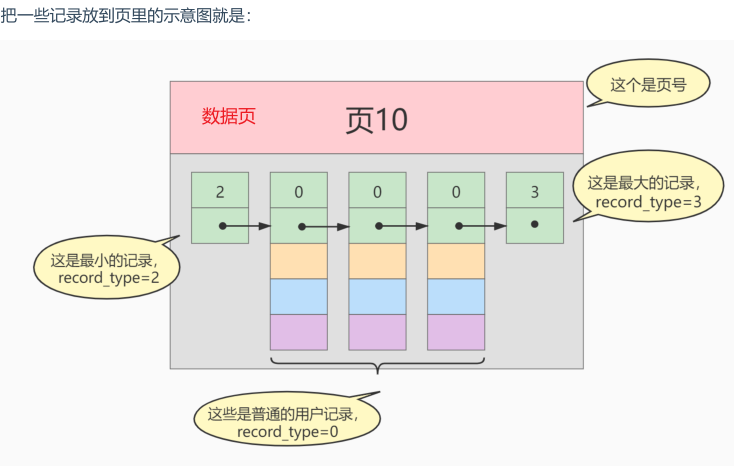 把一些记录放到页里的示意图就是：
这个是页号
数据页
页10
这是最大的记录，
record_type=3
2
0
0
0
3
这是最小的记录，
record_type=2
这些是普通的用户记录，
record_type=0